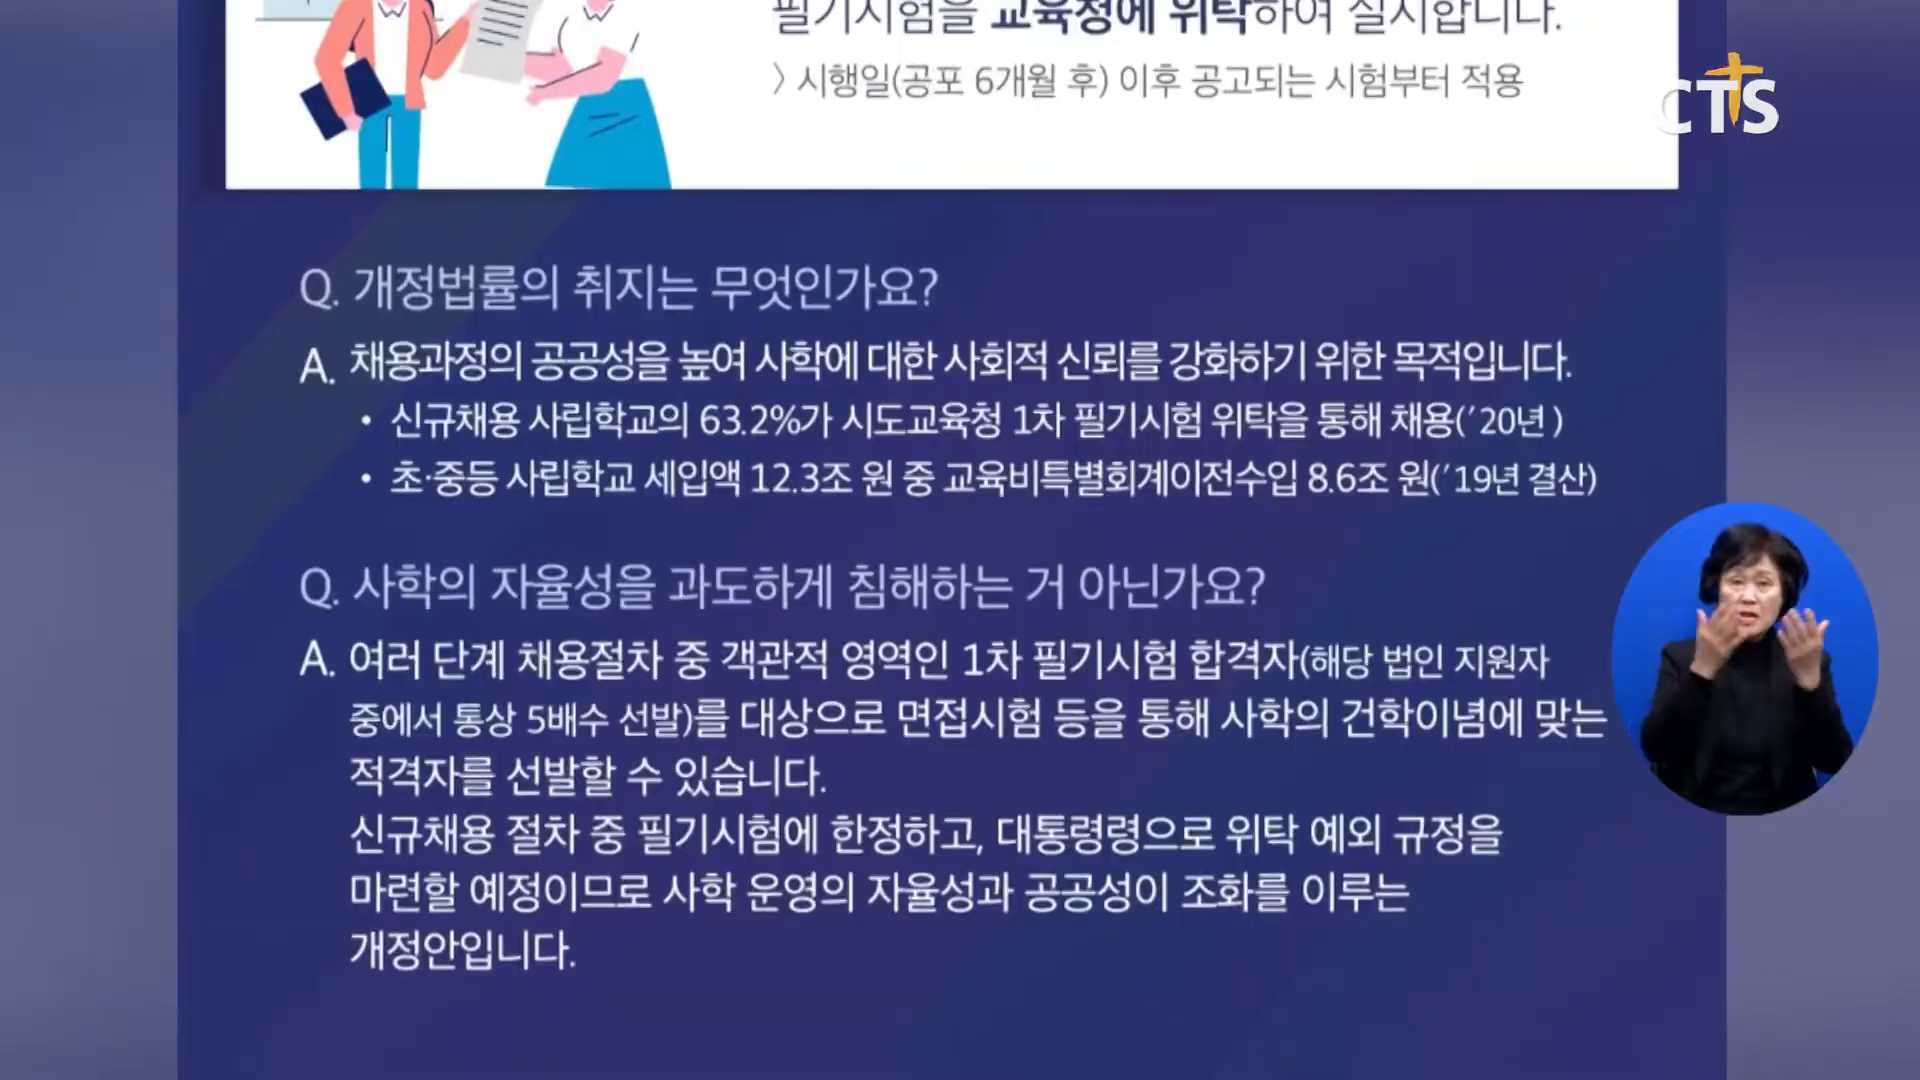 필기시험을 교육청에 위탁하여 실시합니다.
> 시행일(공포 6개월 후) 이후 공고되는 시험부터 적용
CTS
Q. 개정법률의 취지는 무엇인가요?
A. 채용과정의 공공성을 높여 사학에 대한 사회적 신뢰를 강화하기 위한 목적입니다.
• 신규채용 사립학교의 63.2%가 시도교육청 1차 필기시험 위탁을 통해 채용(’20년)
• 초·중등 사립학교 세입액 12.3조 원 중 교육비특별회계이전수입 8.6조 원(’19년 결산)
Q. 사학의 자율성을 과도하게 침해하는 거 아닌가요?
A. 여러 단계 채용절차 중 객관적 영역인 1차 필기시험 합격자(해당 법인 지원자
중에서 통상 5배수 선발)를 대상으로 면접시험 등을 통해 사학의 건학이념에 맞는
적격자를 선발할 수 있습니다.
신규채용 절차 중 필기시험에 한정하고, 대통령령으로 위탁 예외 규정을
마련할 예정이므로 사학 운영의 자율성과 공공성이 조화를 이루는
개정안입니다.